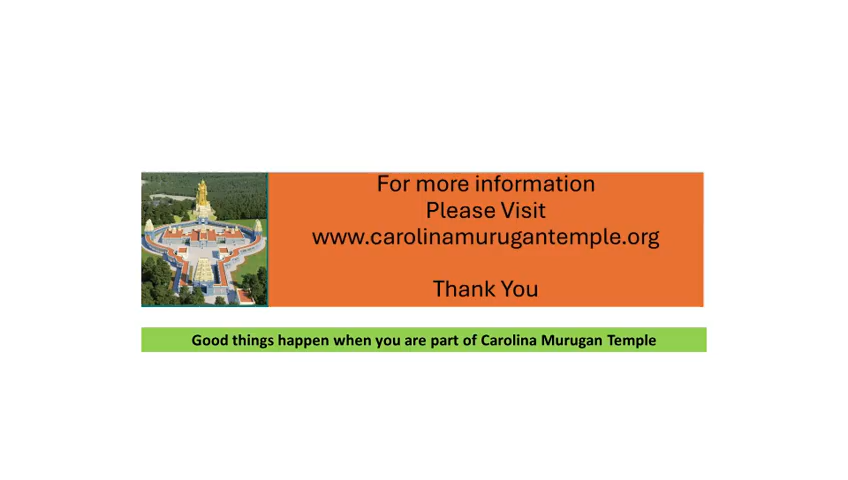 For more information
Please Visit
www.carolinamurugantemple.org
Thank You
Good things happen when you are part of Carolina Murugan Temple